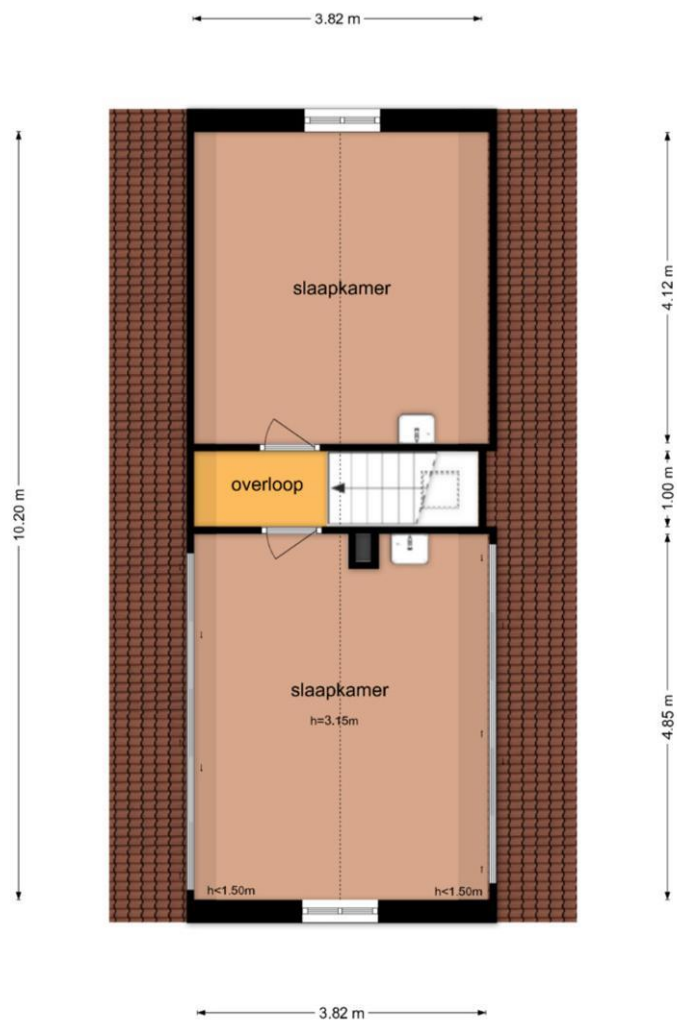 3.82 m
4.12 m
slaapkamer
10.20 m
overloop
1.00 m
slaapkamer
h=3.15m
4.85 m
h<1.50m
h<1.50m
3.82 m